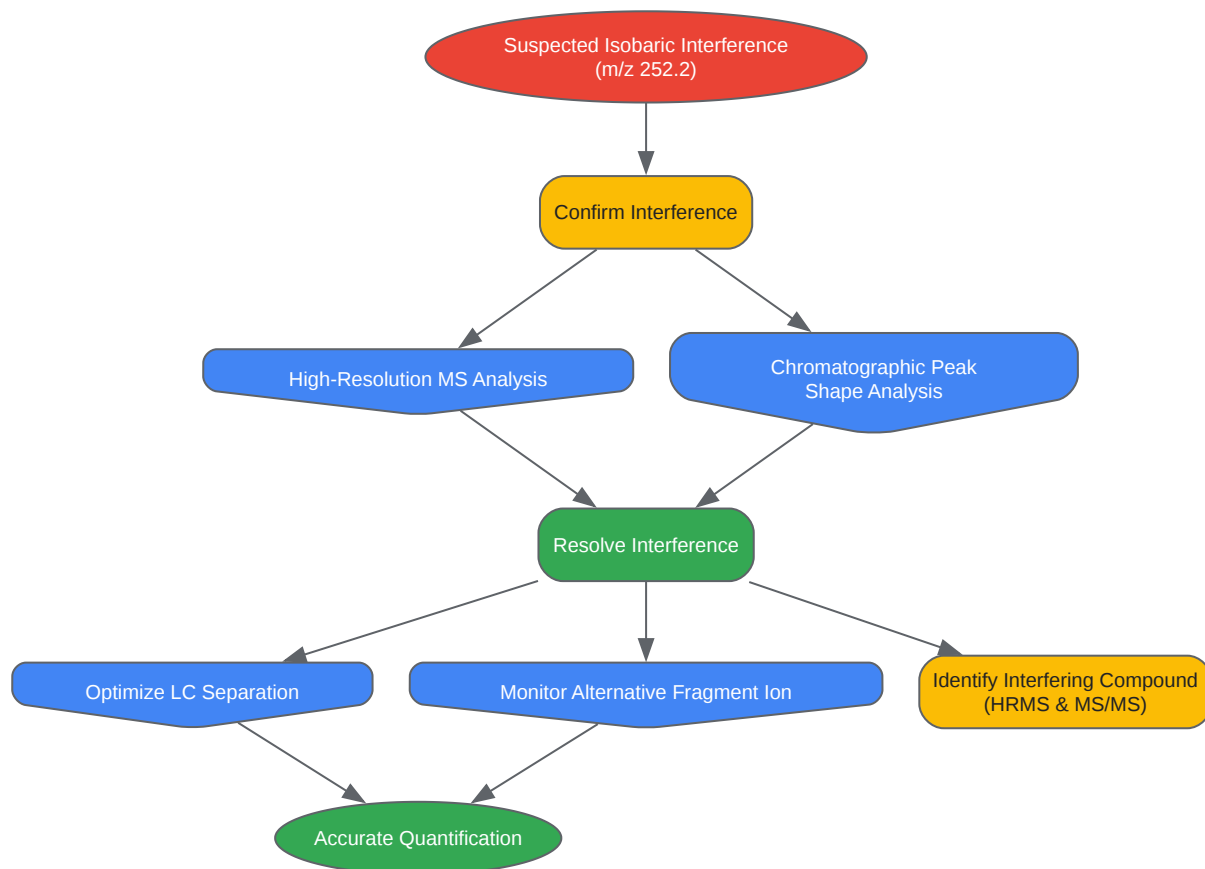 Suspected Isobaric Interference
(m/z 252.2)
Confirm Interference
High-Resolution MS Analysis
Chromatographic Peak
Shape Analysis
Resolve Interference
Optimize LC Separation
Monitor Alternative Fragment Ion
Identify Interfering Compound
(HRMS & MS/MS)
Accurate Quantification